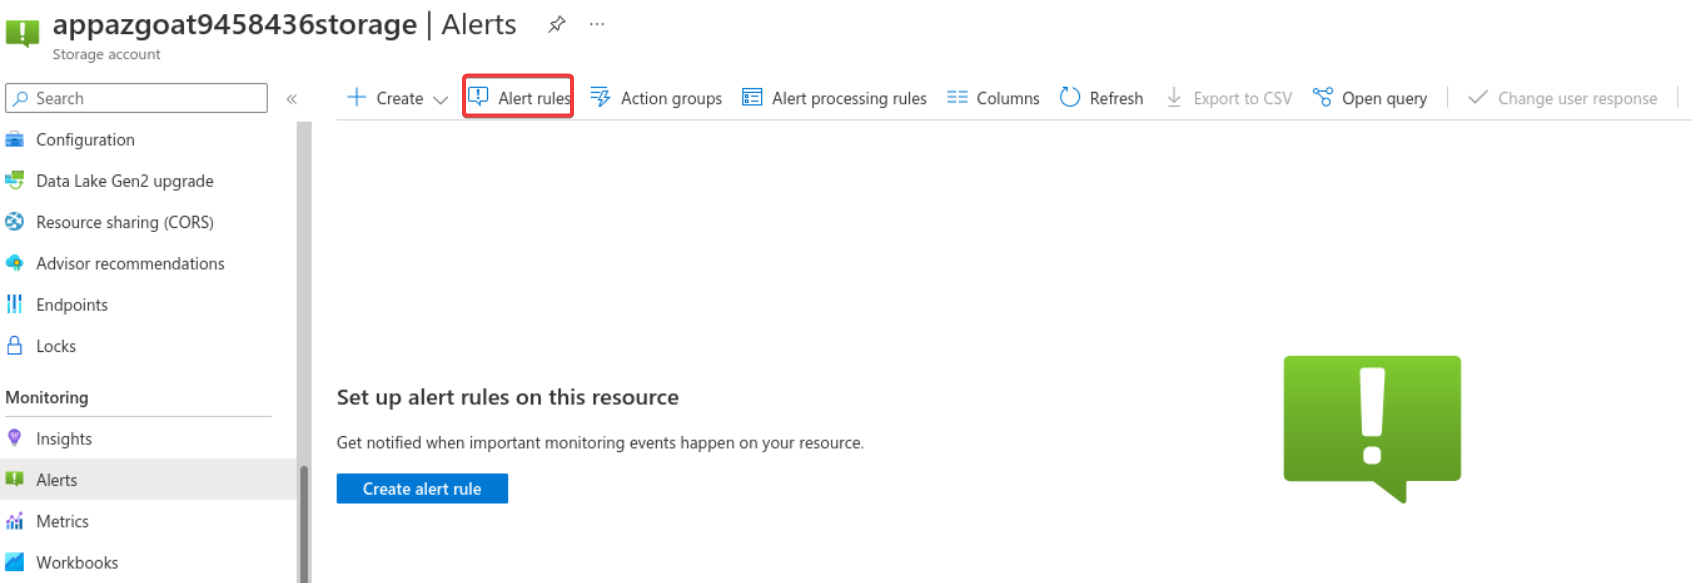 appazgoat9458436storage | Alerts
Storage account
Search
Configuration
Data Lake Gen2 upgrade
Resource sharing (CORS)
Advisor recommendations
Endpoints
Locks
Monitoring
Insights
Alerts
Metrics
Workbooks
Create Alert rules Action groups Alert processing rules Columns Refresh Export to CSV Open query Change user response
Set up alert rules on this resource
Get notified when important monitoring events happen on your resource.
Create alert rule